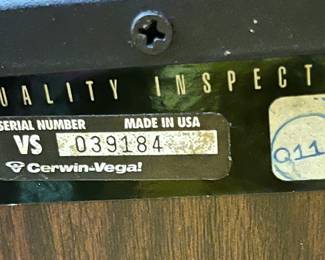 UALITY INSPECT
SERIAL NUMBER MADE IN USA
VS 039184
Cerwin-Vega!
Q11